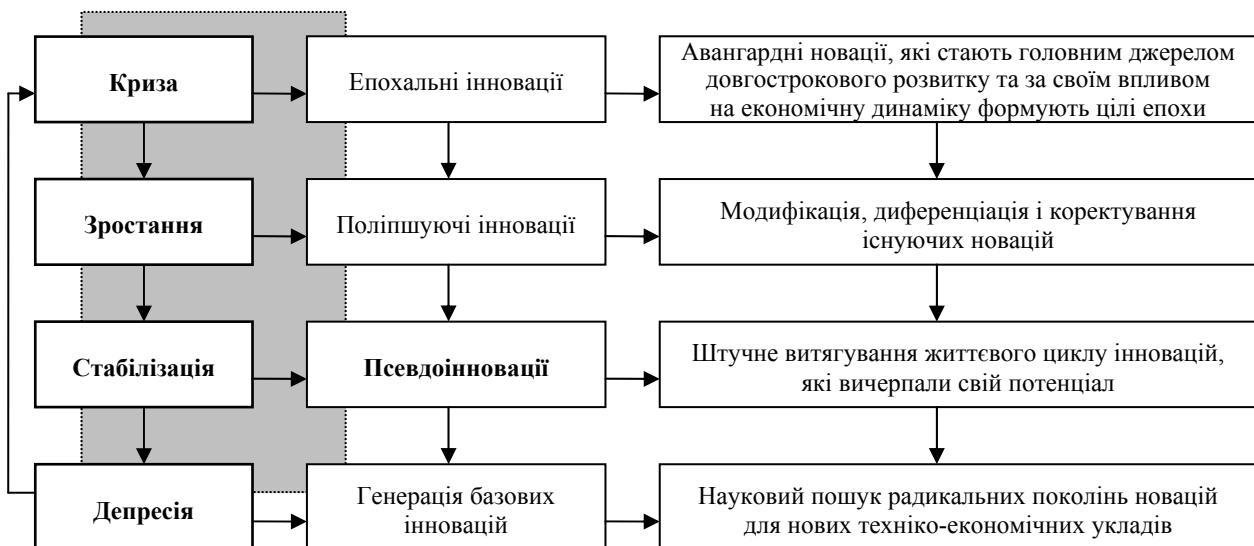 Криза
Епохальні інновації
Авангардні новації, які стають головним джерелом
довгострокового розвитку та за своїм впливом
на економічну динаміку формують цілі епохи
Зростання
Поліпшуючі інновації
Модифікація, диференціація і коректування
існуючих новацій
Стабілізація
Псевдоінновації
Штучне витягування життєвого циклу інновацій,
які вичерпали свій потенціал
Депресія
Генерація базових
інновацій
Науковий пошук радикальних поколінь новацій
для нових техніко-економічних укладів